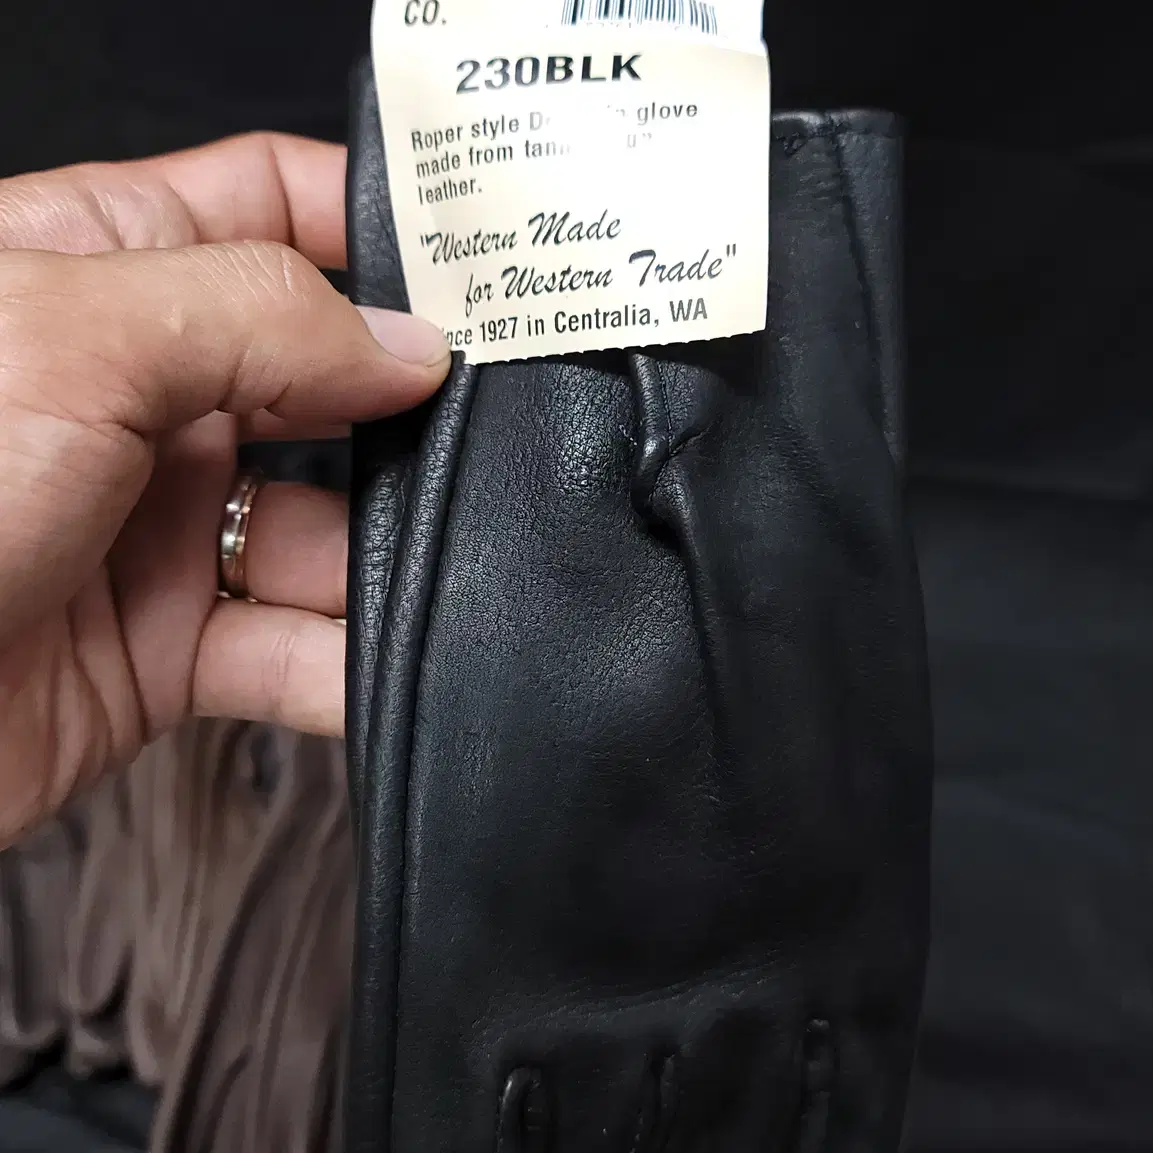 CO.
230BLK
Roper style glove
made from
leather.
"Western Made
for Western Trade"
1927 in Centralia, WA